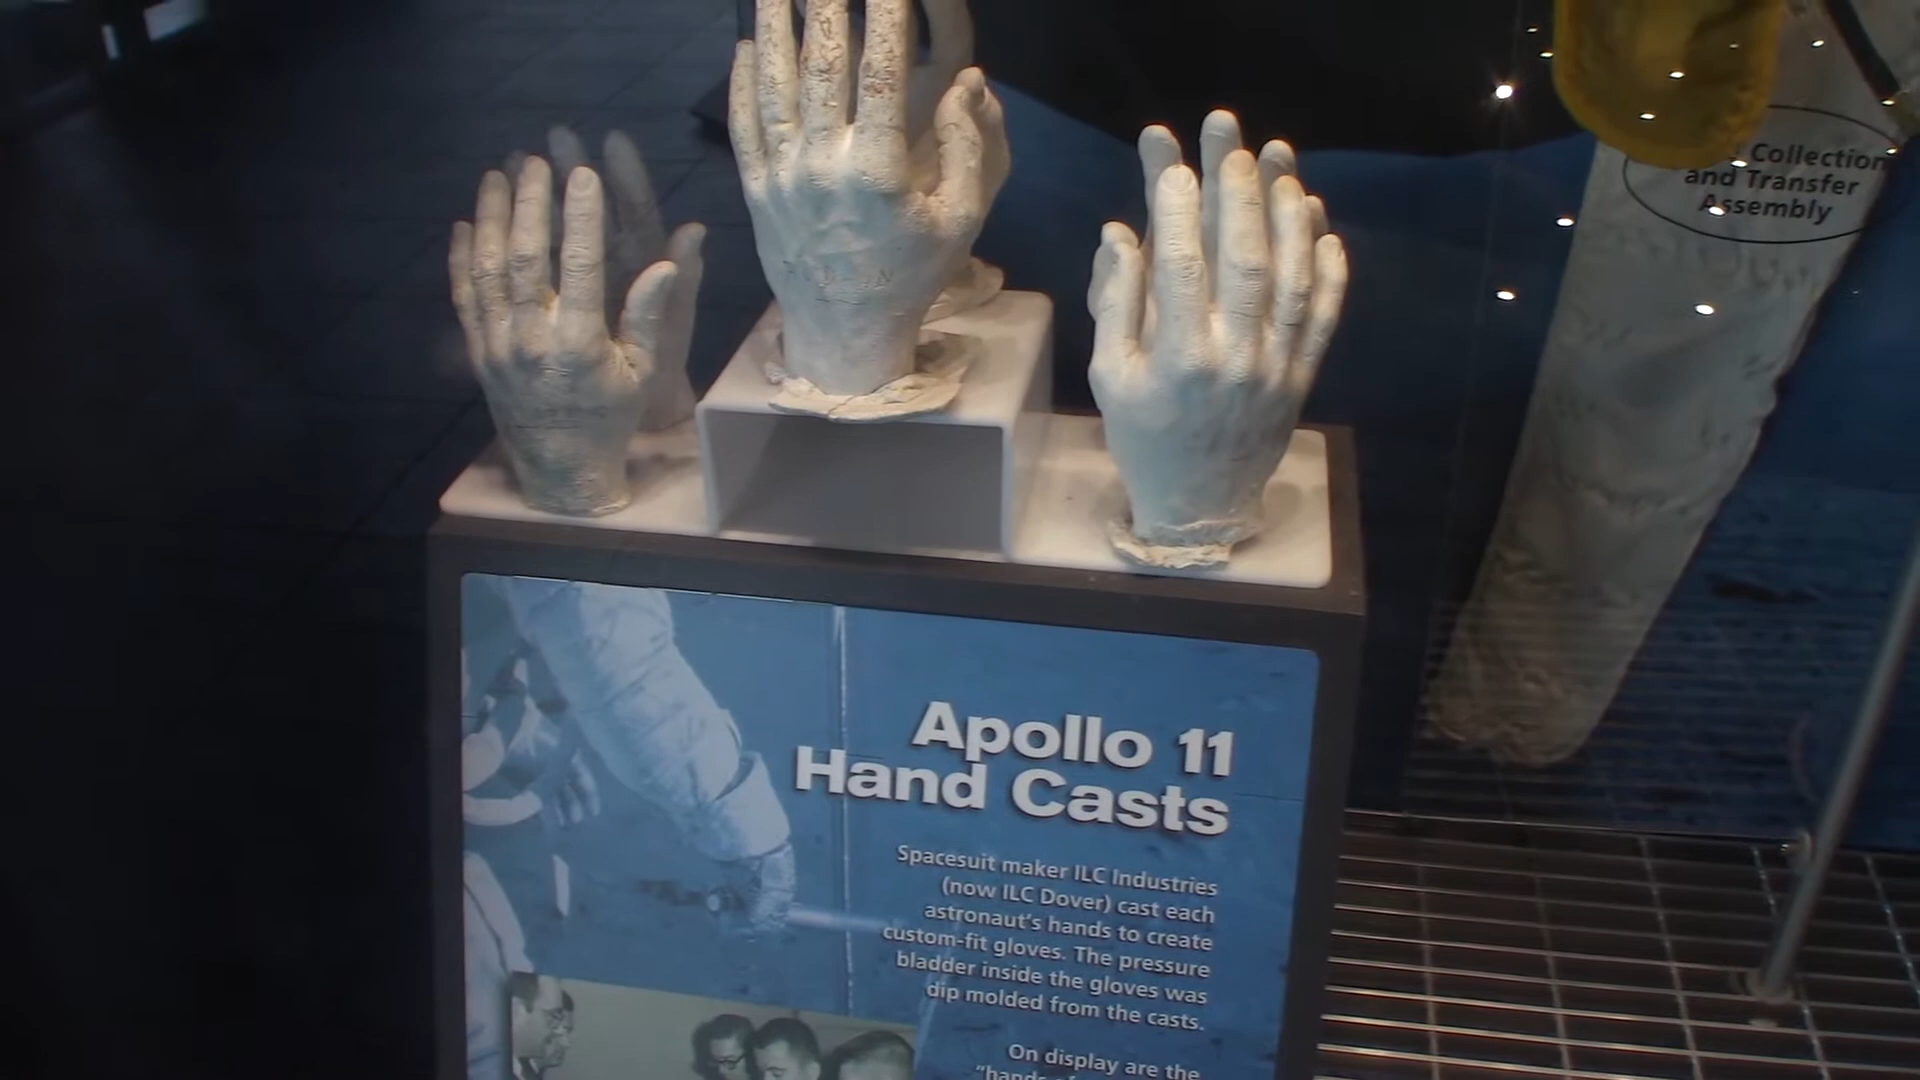 Collection
and Transfer
Assembly
Apollo 11
Hand Casts
Spacesuit maker ILC Industries
(now ILC Dover) cast each
astronaut's hands to create
custom-fit gloves. The pressure
bladder inside the gloves was
dip molded from the casts.
On display are the
"hands